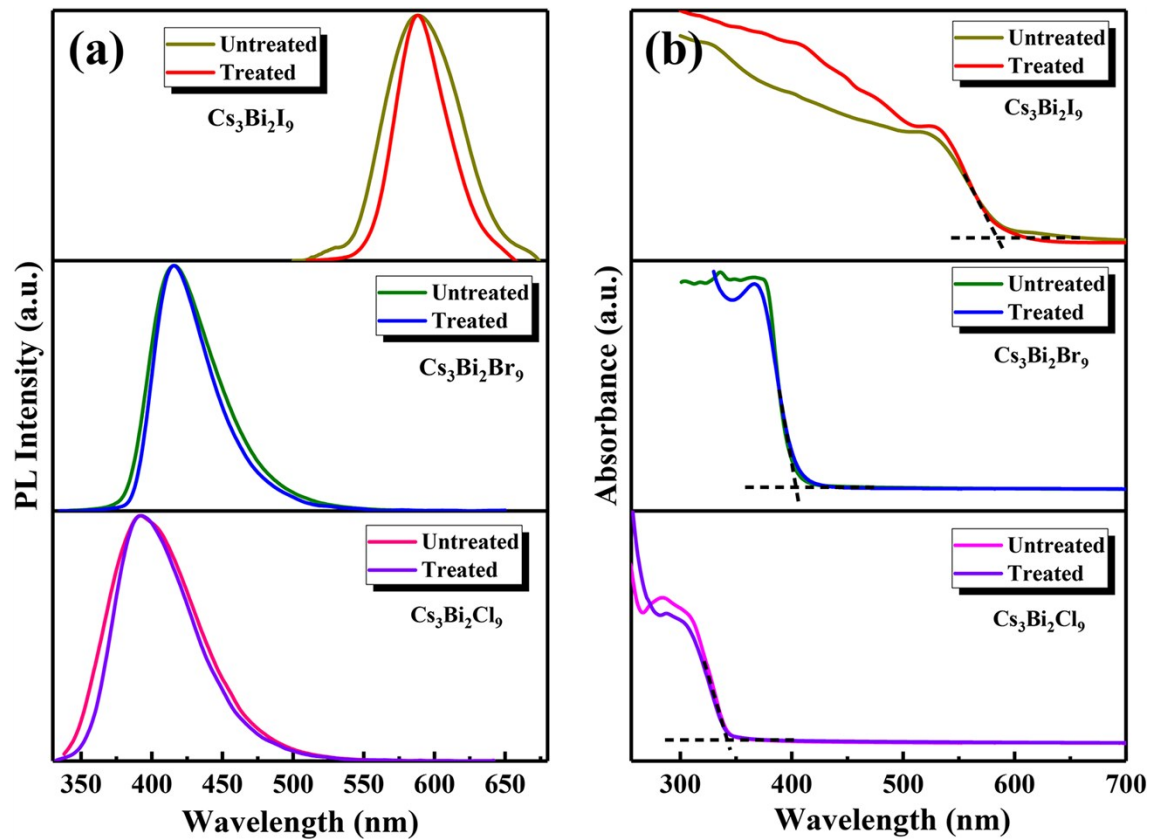 (a)
Untreated
Treated
Cs₃Bi₂I₉
Untreated
Treated
Cs₃Bi₂Br₉
Untreated
Treated
Cs₃Bi₂Cl₉
PL Intensity (a.u.)
350 400 450 500 550 600 650
Wavelength (nm)
(b)
Untreated
Treated
Cs₃Bi₂I₉
Untreated
Treated
Cs₃Bi₂Br₉
Untreated
Treated
Cs₃Bi₂Cl₉
Absorbance (a.u.)
300 400 500 600 700
Wavelength (nm)